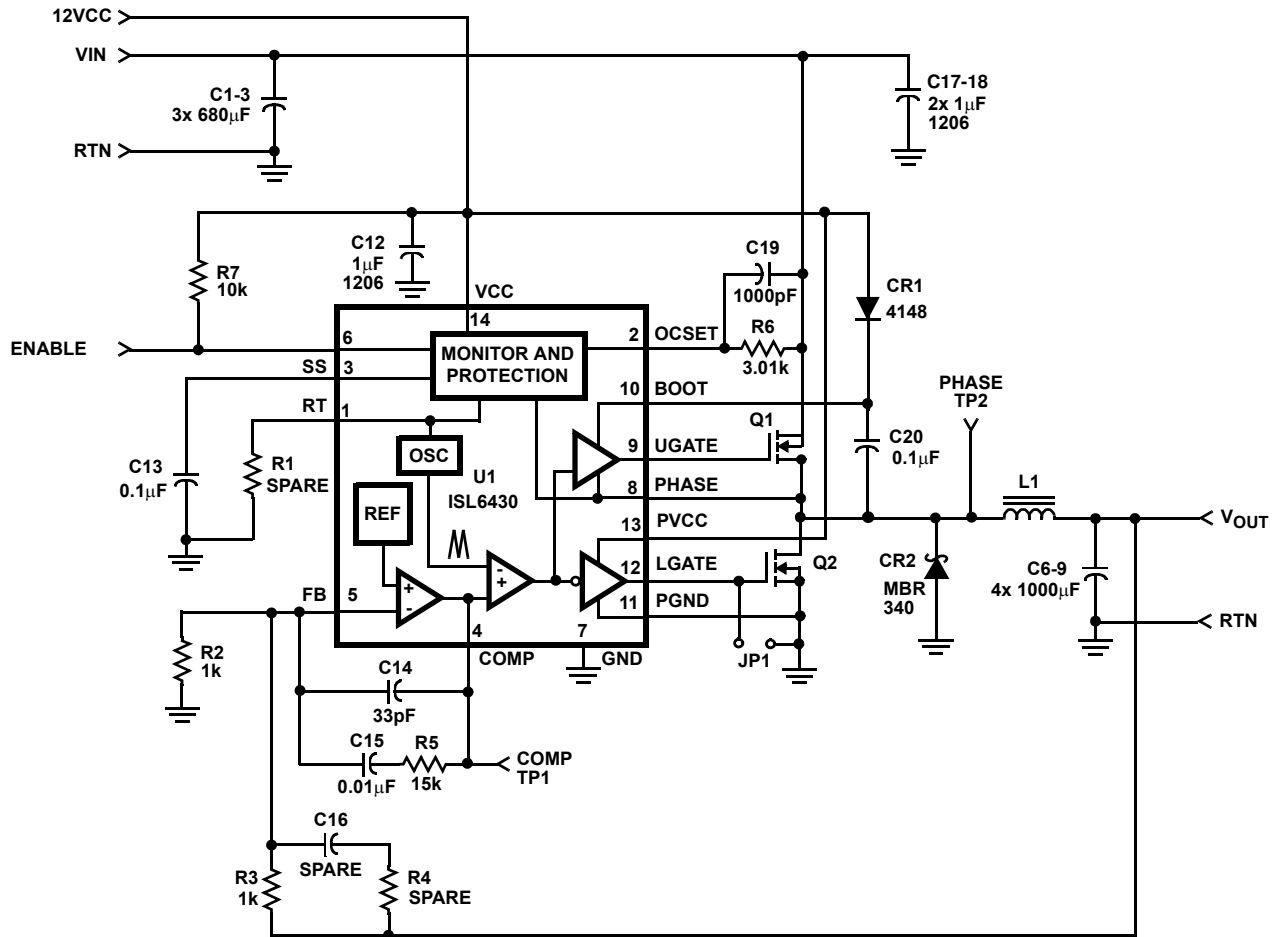 12VCC
VIN
C1-3
3x 680μF
RTN
C17-18
2x 1μF
1206
C12
1μF
1206
R7
10k
VCC
14
C19
1000pF
CR1
4148
ENABLE
6
MONITOR AND
PROTECTION
2
OCSET
R6
3.01k
SS
3
10
BOOT
PHASE
TP2
RT
1
Q1
OSC
9
UGATE
C20
0.1μF
C13
0.1μF
R1
SPARE
U1
ISL6430
8
PHASE
L1
REF
13
PVCC
VOUT
12
LGATE
Q2
CR2
MBR
340
C6-9
4x 1000μF
-
+
+
-
FB
5
11
PGND
RTN
4
7
COMP
GND
JP1
R2
1k
C14
33pF
C15
0.01μF
R5
15k
COMP
TP1
C16
SPARE
R3
1k
R4
SPARE